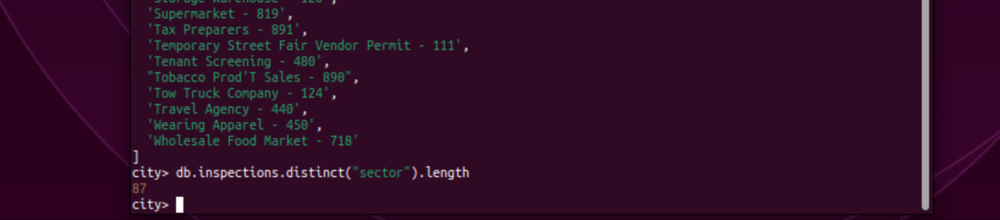 'Storage Warehouse - 120',
'Supermarket - 819',
'Tax Preparers - 891',
'Temporary Street Fair Vendor Permit - 111',
'Tenant Screening - 480',
"Tobacco Prod'T Sales - 890",
'Tow Truck Company - 124',
'Travel Agency - 440',
'Wearing Apparel - 450',
'Wholesale Food Market - 718'
]
city> db.inspections.distinct("sector").length
87
city>